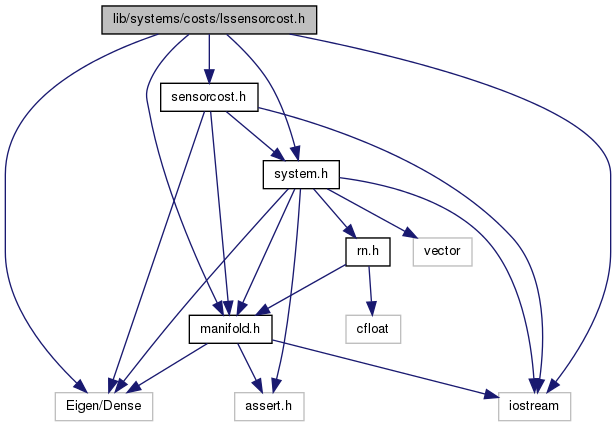 lib/systems/costs/lssensorcost.h
sensorcost.h
system.h
rn.h
vector
manifold.h
cfloat
Eigen/Dense
assert.h
iostream